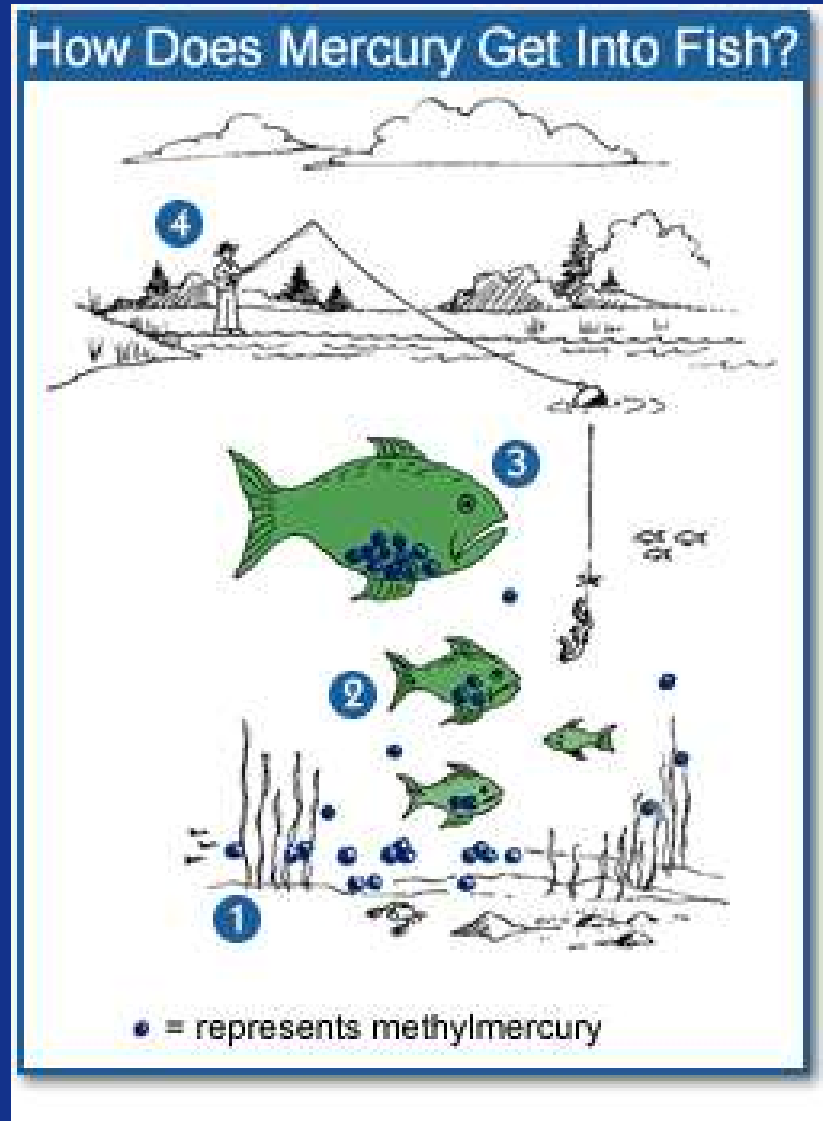 How Does Mercury Get Into Fish?
4
3
2
1
= represents methylmercury